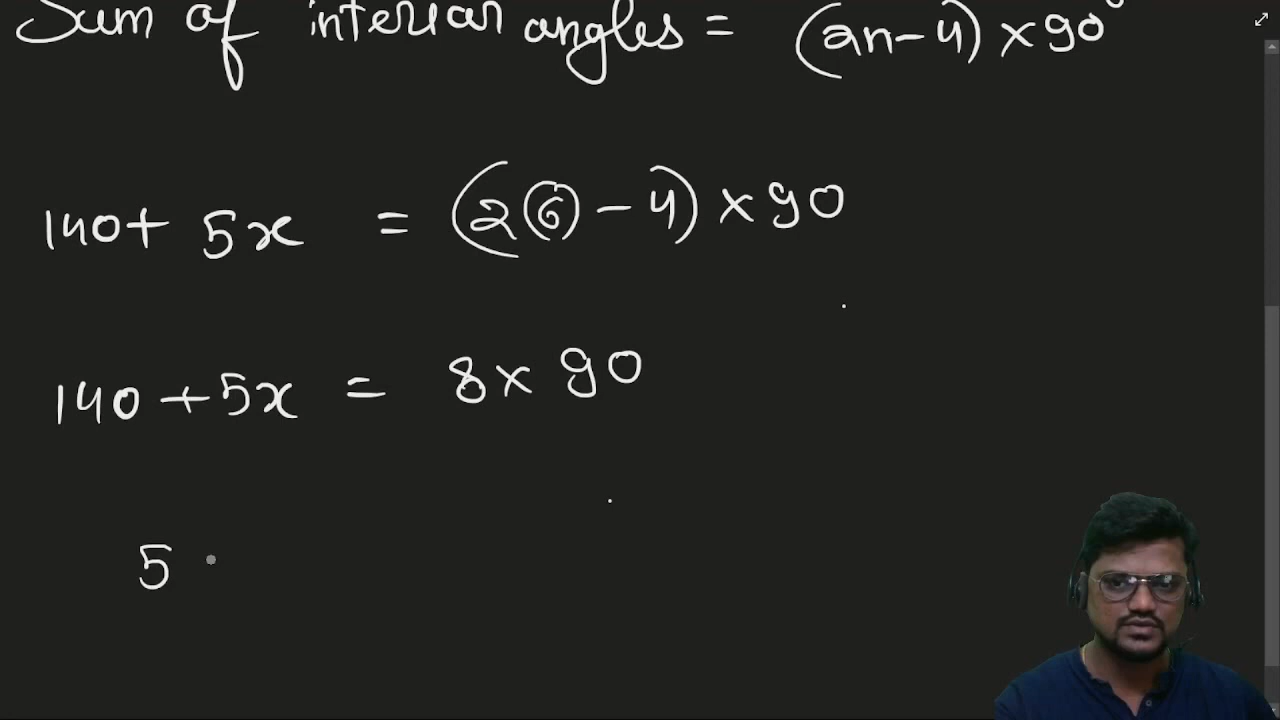 Sum of interior angles = (2n-4) × 90°
140 + 5x = (2(6) - 4) × 90
140 + 5x = 8 × 90
5